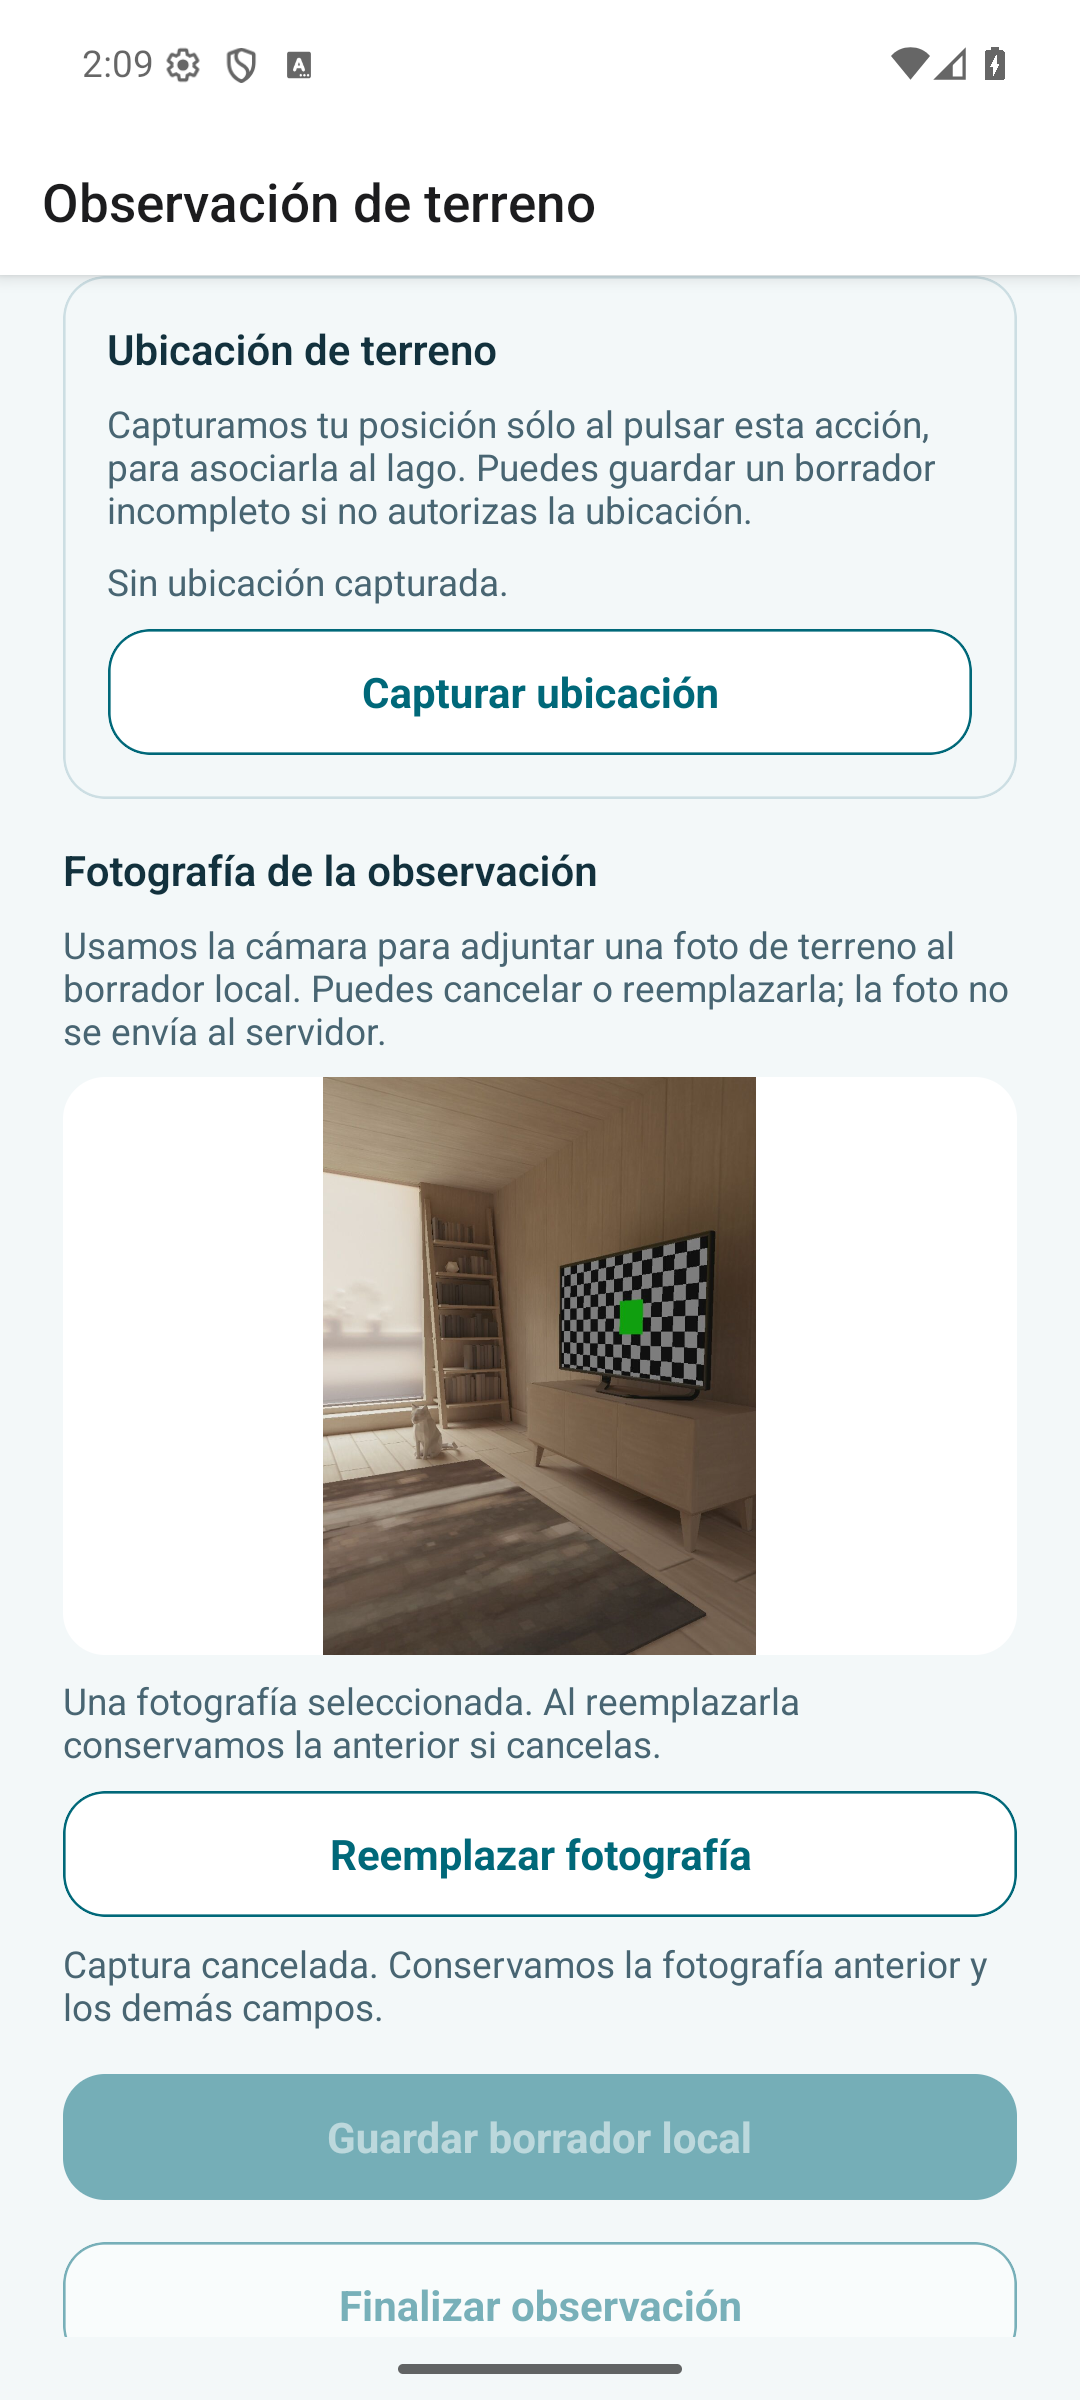 2:09
Observación de terreno
Ubicación de terreno
Capturamos tu posición sólo al pulsar esta acción,
para asociarla al lago. Puedes guardar un borrador
incompleto si no autorizas la ubicación.
Sin ubicación capturada.
Capturar ubicación
Fotografía de la observación
Usamos la cámara para adjuntar una foto de terreno al
borrador local. Puedes cancelar o reemplazarla; la foto no
se envía al servidor.
Una fotografía seleccionada. Al reemplazarla
conservamos la anterior si cancelas.
Reemplazar fotografía
Captura cancelada. Conservamos la fotografía anterior y
los demás campos.
Guardar borrador local
Finalizar observación